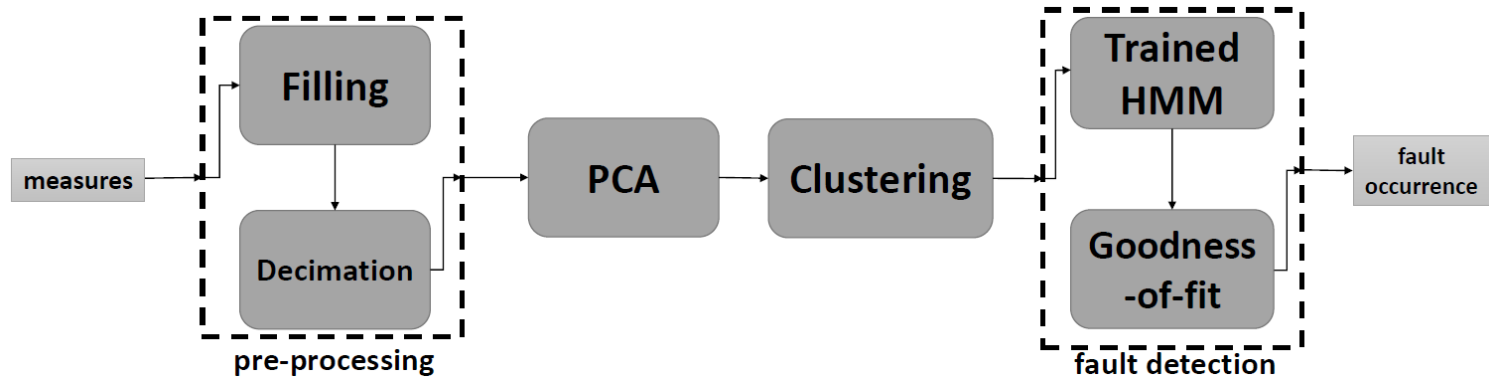 measures
Filling
Decimation
pre-processing
PCA
Clustering
Trained
HMM
Goodness
-of-fit
fault detection
fault
occurrence